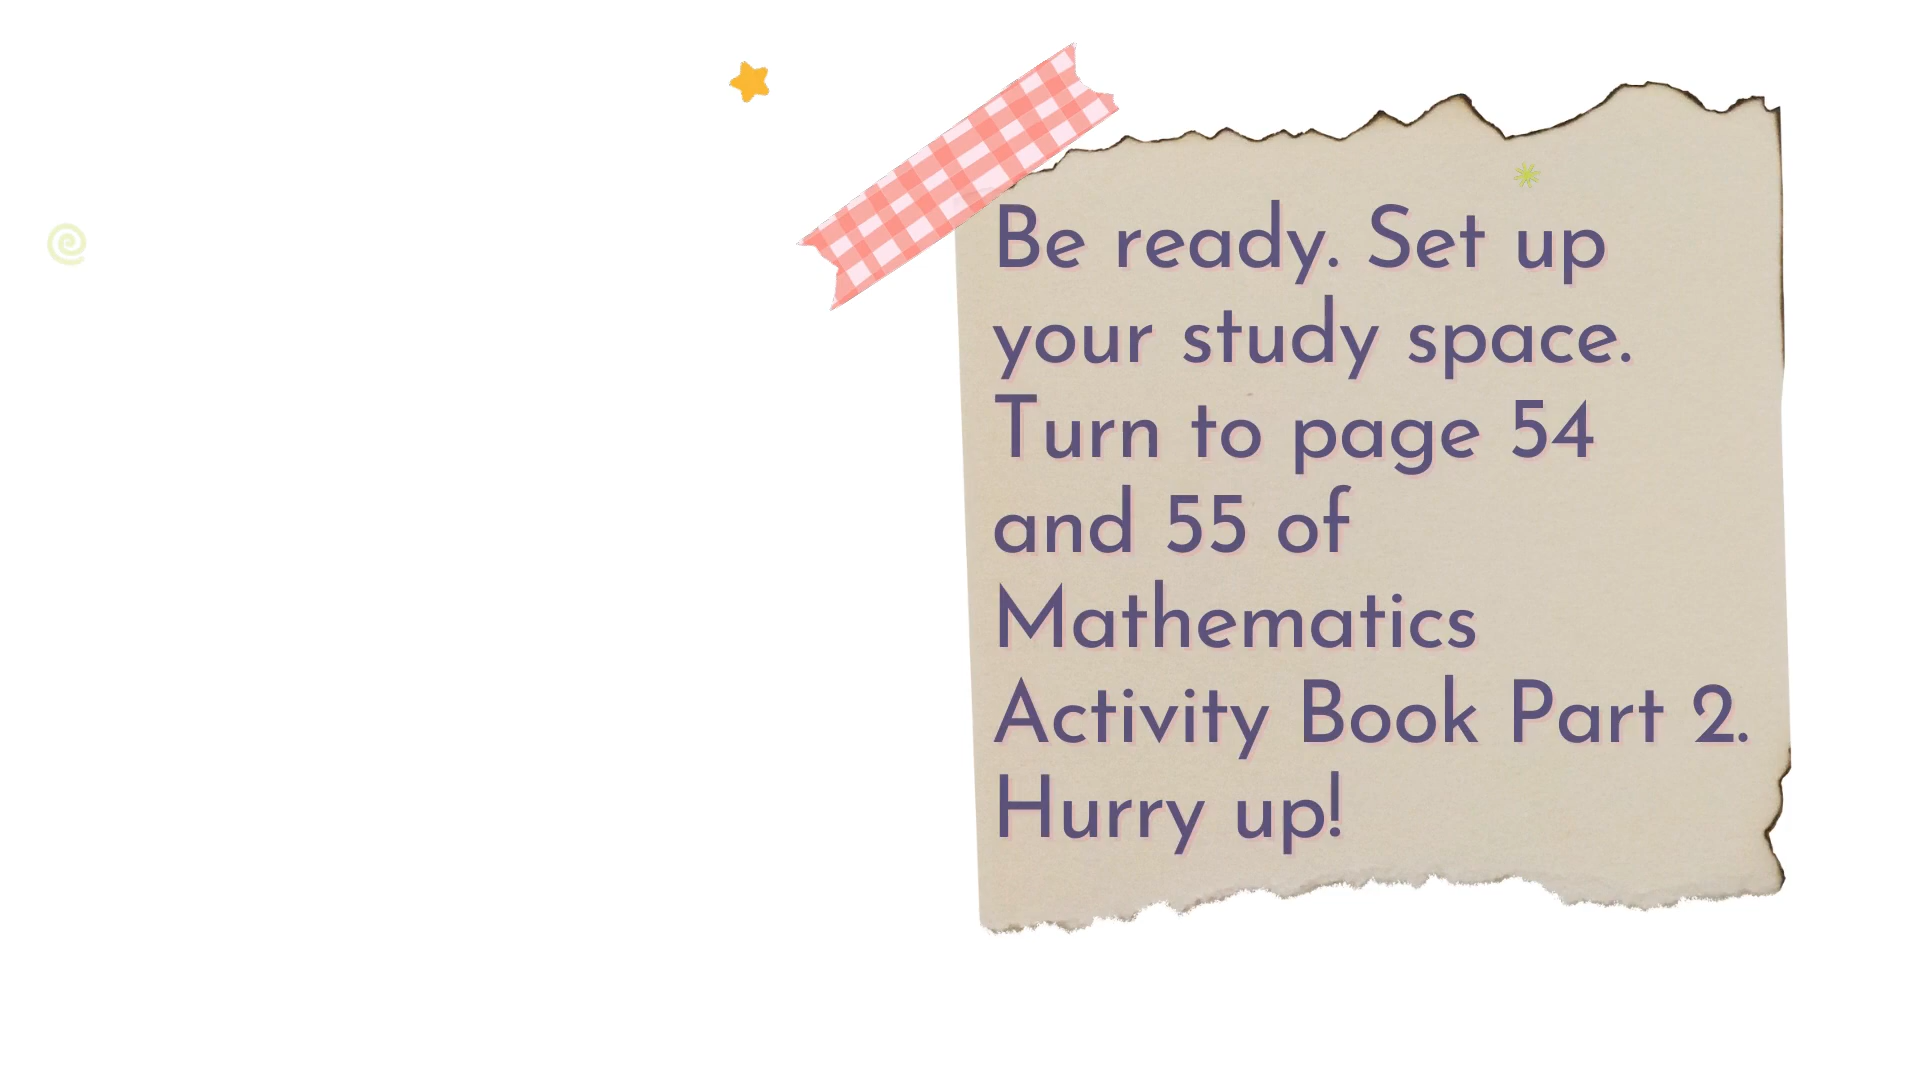 Be ready. Set up
your study space.
Turn to page 54
and 55 of
Mathematics
Activity Book Part 2.
Hurry up!